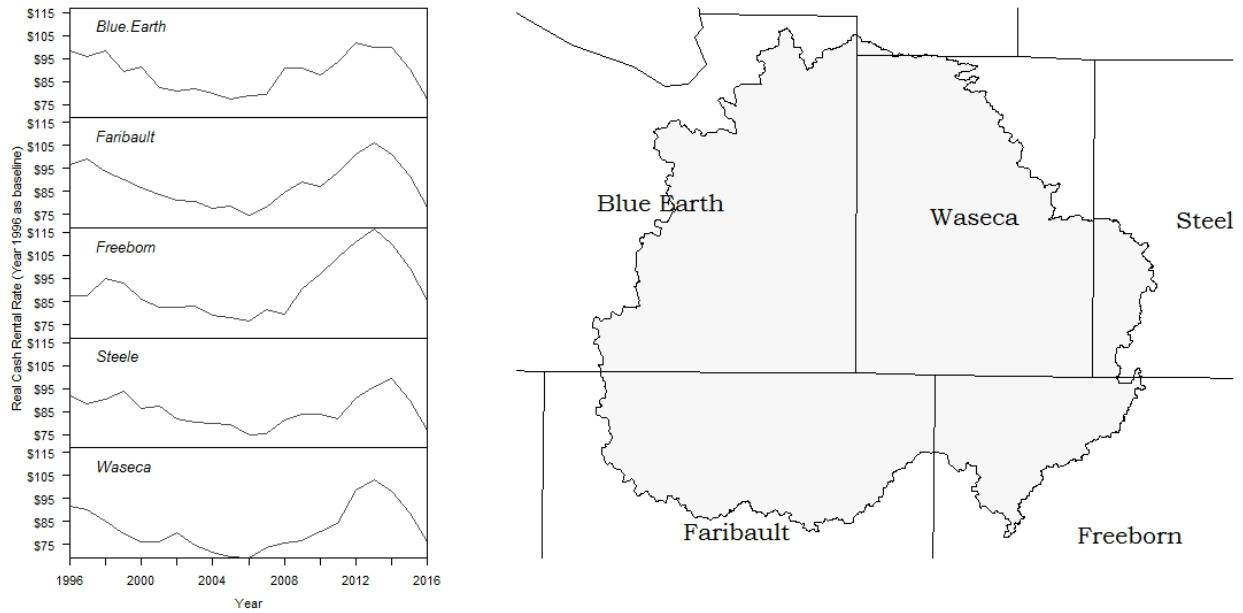 Real Cash Rental Rate (Year 1996 as baseline)
$115
$105
$95
$85
$75
Blue.Earth
$115
$105
$95
$85
$75
Faribault
$115
$105
$95
$85
$75
Freeborn
$115
$105
$95
$85
$75
Steele
$115
$105
$95
$85
$75
Waseca
1996 2000 2004 2008 2012 2016
Year
Blue Earth
Waseca
Steel
Faribault
Freeborn